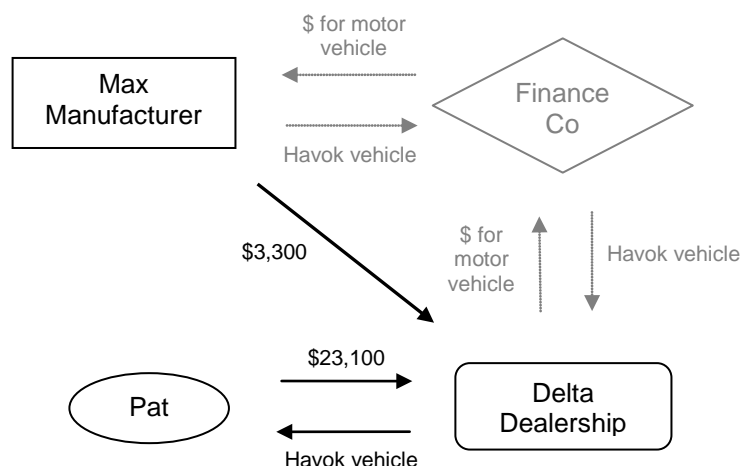 $ for motor
vehicle
Max
Manufacturer
Finance
Co
Havok vehicle
$3,300
$ for
motor
vehicle
Havok vehicle
$23,100
Pat
Delta
Dealership
Havok vehicle